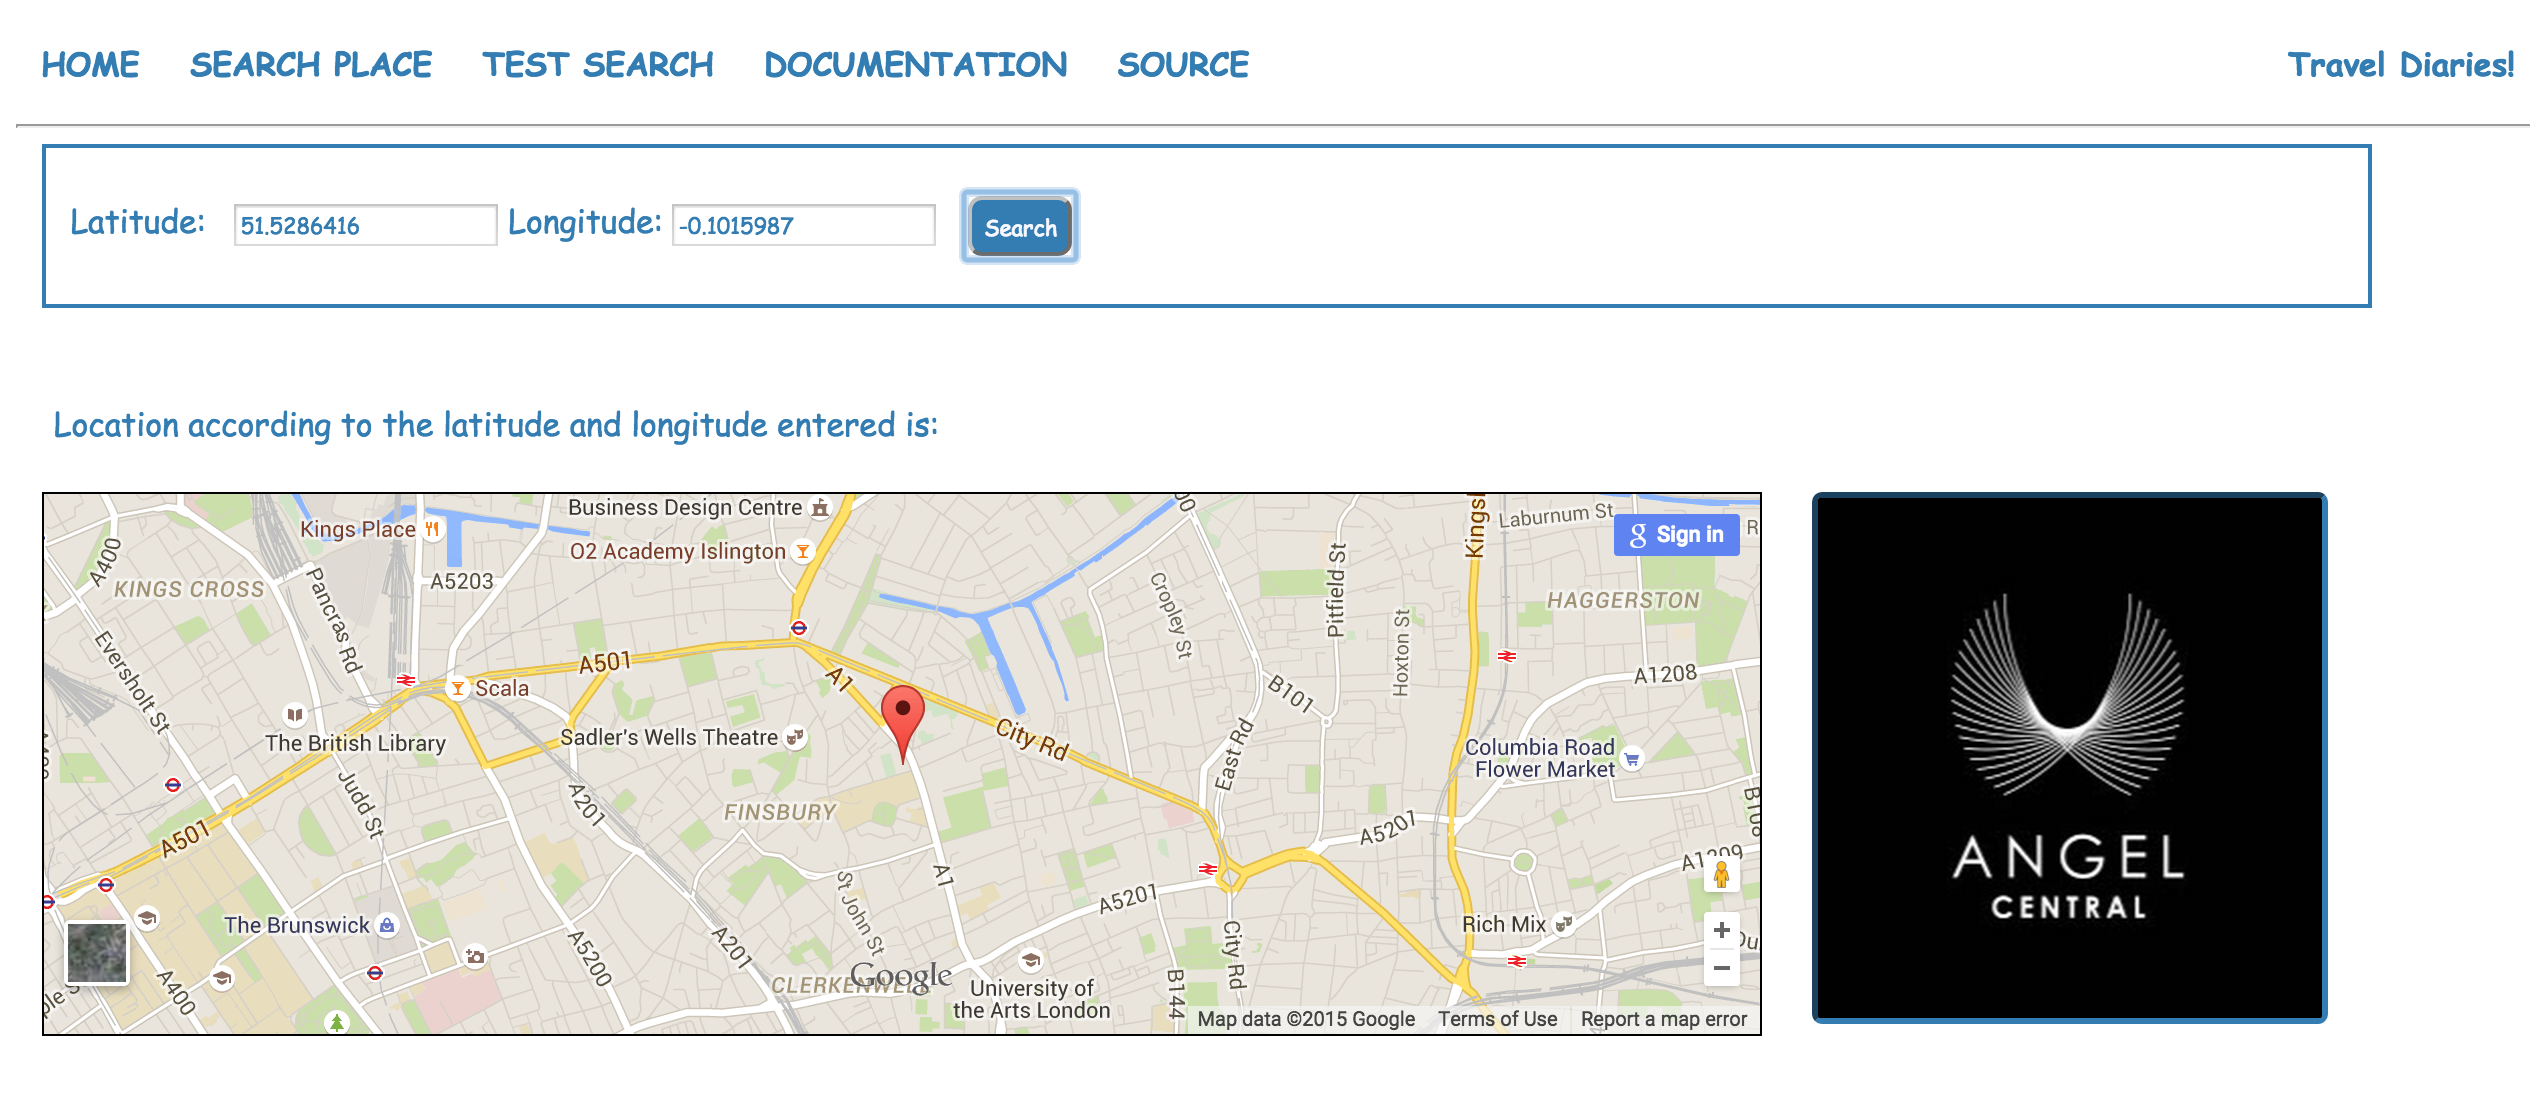 HOME SEARCH PLACE TEST SEARCH DOCUMENTATION SOURCE Travel Diaries!
Latitude: 51.5286416 Longitude: -0.1015987 Search
Location according to the latitude and longitude entered is:
Business Design Centre
Kings Place
O2 Academy Islington
A400
KINGS CROSS
A5203
Pancras Rd
Eversholt St
A501
Scala
A1
The British Library
Sadler's Wells Theatre
City Rd
Judd St
A201
FINSBURY
A501
A1
St John St
The Brunswick
A5200
A201
A400
CLERKENWELL
Google
University of
the Arts London
A5201
B144
City Rd
East Rd
B101
Cropley St
Pitfield St
Hoxton St
Laburnum St
g Sign in
HAGGERSTON
A1208
Columbia Road
Flower Market
A5201
A1209
B108
Rich Mix
Map data ©2015 Google Terms of Use Report a map error
ANGEL
CENTRAL